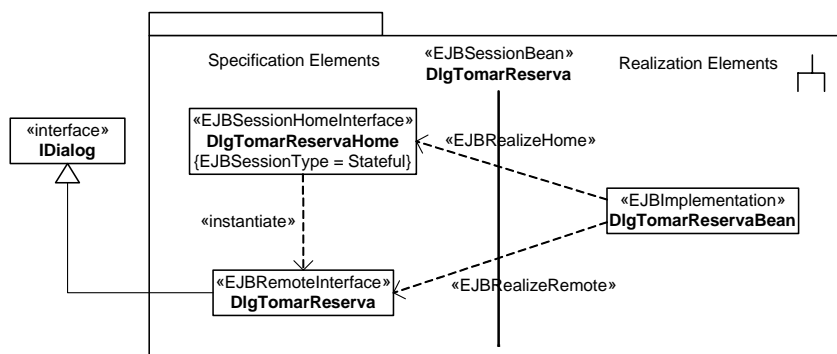 Specification Elements
«EJBSessionBean»
DlgTomarReserva
Realization Elements
«interface»
IDialog
«EJBSessionHomeInterface»
DlgTomarReservaHome
{EJBSessionType = Stateful}
«EJBRealizeHome»
«EJBImplementation»
DlgTomarReservaBean
«instantiate»
«EJBRemoteInterface»
DlgTomarReserva
«EJBRealizeRemote»